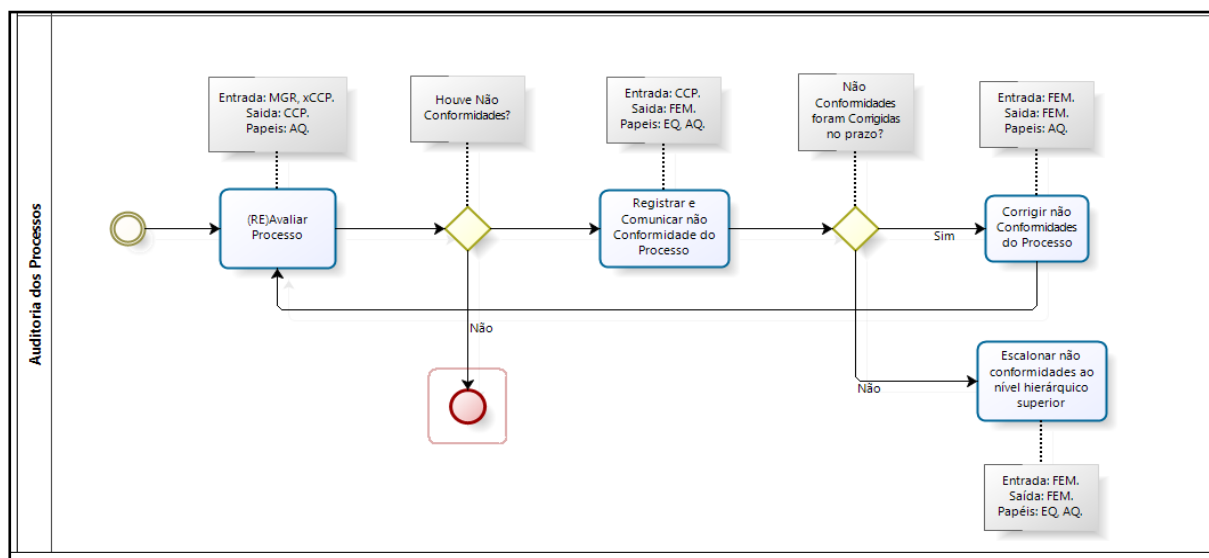 Auditoria dos Processos
Entrada: MGR, xCCP.
Saida: CCP.
Papeis: AQ.
Houve Não
Conformidades?
Entrada: CCP.
Saida: FEM.
Papeis: EQ, AQ.
Não
Conformidades
foram Corrigidas
no prazo?
Entrada: FEM.
Saida: FEM.
Papeis: AQ.
(RE)Avaliar
Processo
Registrar e
Comunicar não
Conformidade do
Processo
Sim
Corrigir não
Conformidades
do Processo
Não
Não
Escalonar não
conformidades ao
nível hierárquico
superior
Entrada: FEM.
Saída: FEM.
Papéis: EQ, AQ.